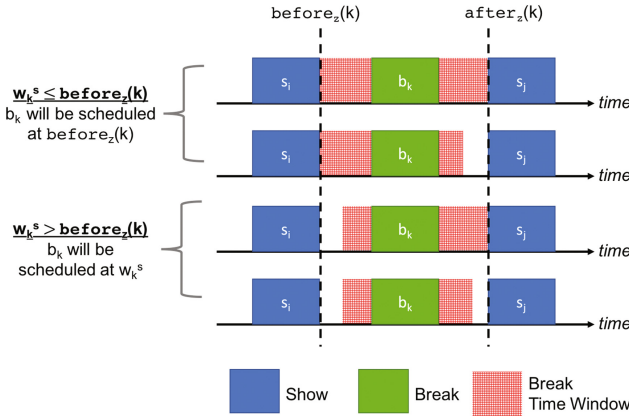 before_z(k) after_z(k)
w_k^s ≤ before_z(k)
b_k will be scheduled
at before_z(k)
s_i b_k s_j
time
s_i b_k s_j
time
w_k^s > before_z(k)
b_k will be
scheduled at w_k^s
s_i b_k s_j
time
s_i b_k s_j
time
Show
Break
Break
Time Window